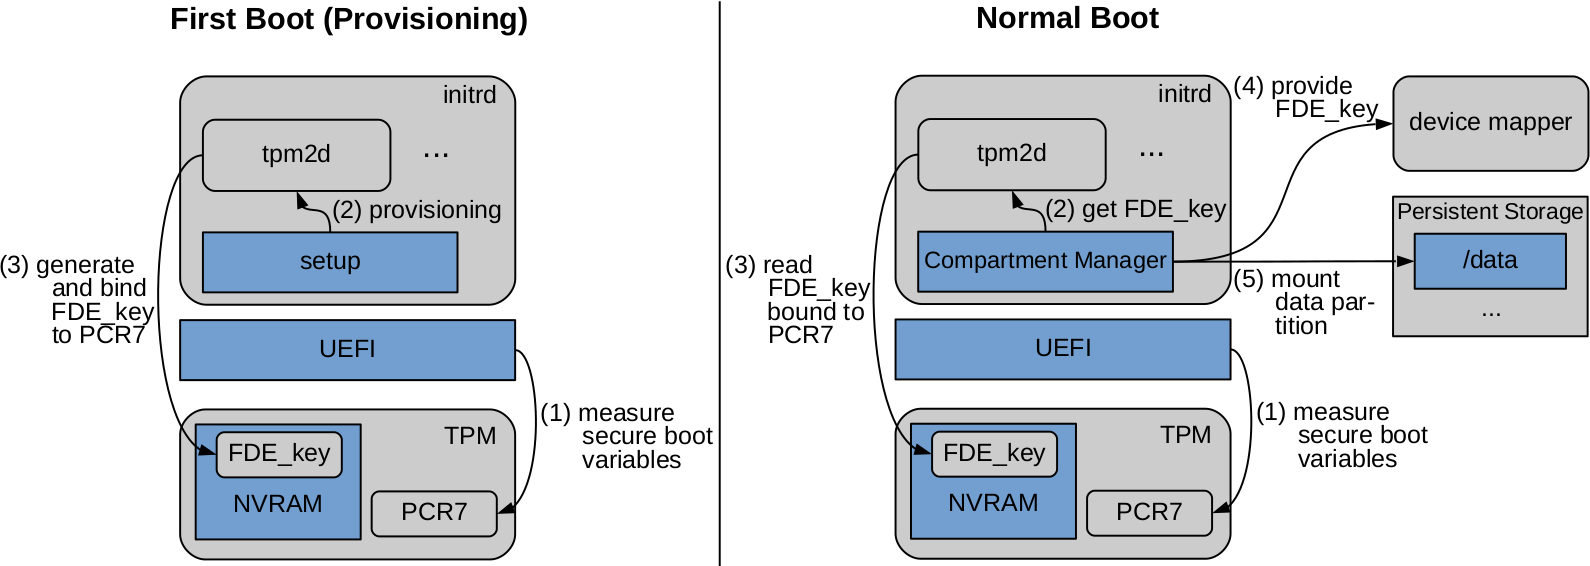 First Boot (Provisioning)
initrd
tpm2d
...
(2) provisioning
setup
(3) generate
and bind
FDE_key
to PCR7
UEFI
(1) measure
secure boot
variables
TPM
FDE_key
NVRAM
PCR7
Normal Boot
initrd
tpm2d
...
(2) get FDE_key
Compartment Manager
(3) read
FDE_key
bound to
PCR7
UEFI
(1) measure
secure boot
variables
TPM
FDE_key
NVRAM
PCR7
(4) provide
FDE_key
device mapper
Persistent Storage
/data
...
(5) mount
data par-
tition